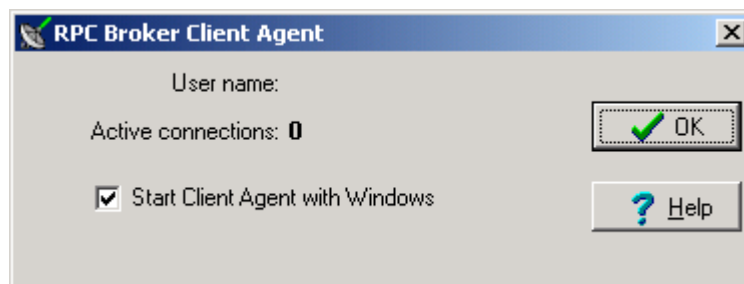 RPC Broker Client Agent
User name:
Active connections: 0
OK
Start Client Agent with Windows
Help